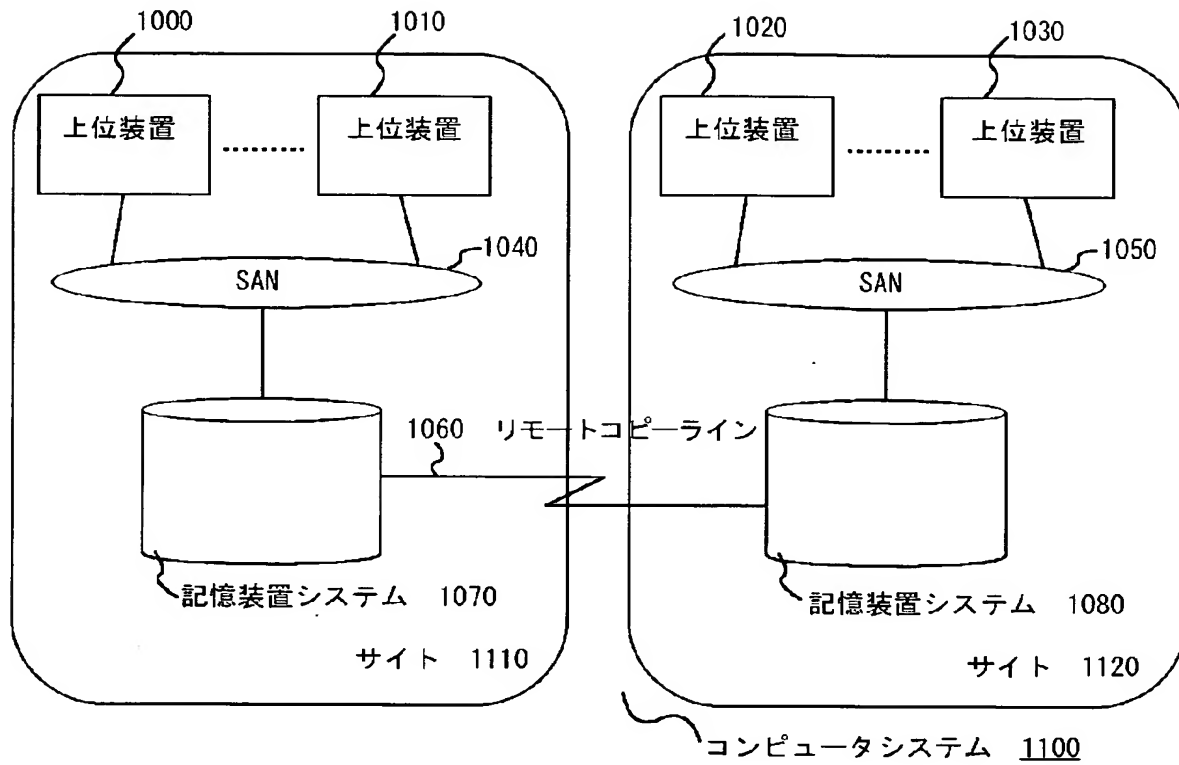 1000
1010
1020
1030
上位装置
上位装置
上位装置
上位装置
1040
1050
SAN
SAN
1060 リモートコピーライン
記憶装置システム 1070
記憶装置システム 1080
サイト 1110
サイト 1120
コンピュータシステム 1100